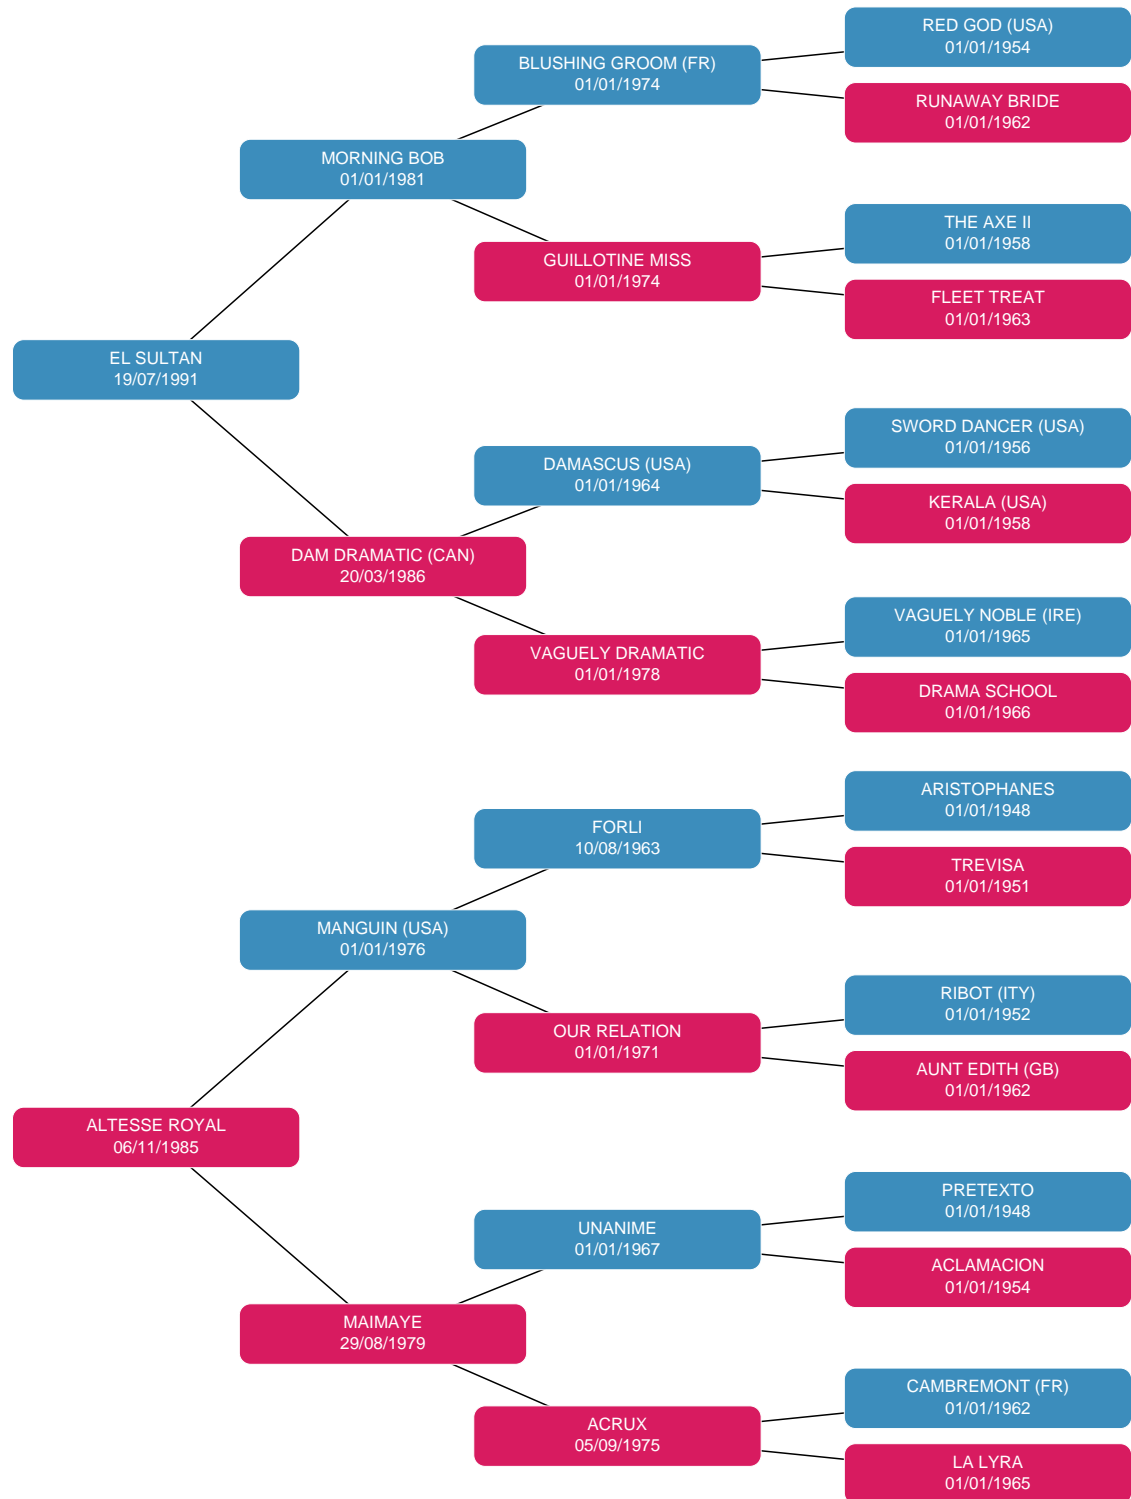 RED GOD (USA)
01/01/1954
BLUSHING GROOM (FR)
01/01/1974
RUNAWAY BRIDE
01/01/1962
MORNING BOB
01/01/1981
THE AXE II
01/01/1958
GUILLOTINE MISS
01/01/1974
FLEET TREAT
01/01/1963
EL SULTAN
19/07/1991
SWORD DANCER (USA)
01/01/1956
DAMASCUS (USA)
01/01/1964
KERALA (USA)
01/01/1958
DAM DRAMATIC (CAN)
20/03/1986
VAGUELY NOBLE (IRE)
01/01/1965
VAGUELY DRAMATIC
01/01/1978
DRAMA SCHOOL
01/01/1966
ARISTOPHANES
01/01/1948
FORLI
10/08/1963
TREVISA
01/01/1951
MANGUIN (USA)
01/01/1976
RIBOT (ITY)
01/01/1952
OUR RELATION
01/01/1971
AUNT EDITH (GB)
01/01/1962
ALTESSE ROYAL
06/11/1985
PRETEXTO
01/01/1948
UNANIME
01/01/1967
ACLAMACION
01/01/1954
MAIMAYE
29/08/1979
CAMBREMONT (FR)
01/01/1962
ACRUX
05/09/1975
LA LYRA
01/01/1965